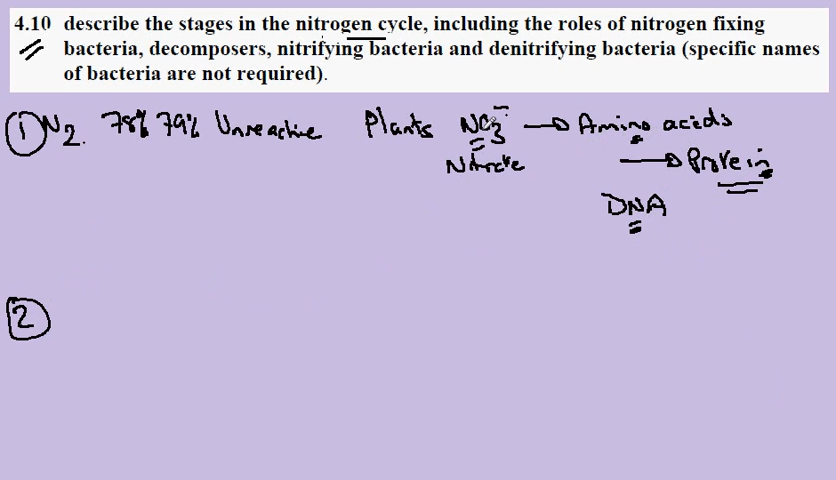 4.10 describe the stages in the nitrogen cycle, including the roles of nitrogen fixing
bacteria, decomposers, nitrifying bacteria and denitrifying bacteria (specific names
of bacteria are not required).
1 N2. 78% 79% Unreactive Plants NO3- → Amino acids
Nitrate → Protein
DNA
2